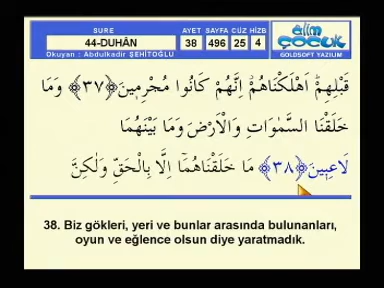 SURE
44-DUHÂN
Okuyan : Abdulkadir ŞEHİTOĞLU
AYET SAYFA CÜZ HİZB
38 496 25 4
elim
ÇOCUK
GOLDSOFT YAZILIM
قَبْلِهِمْ اَهْلَكْنَاهُمْ اِنَّهُمْ كَانُوا مُجْرِمٖينَ ﴿٣٧﴾ وَمَا
خَلَقْنَا السَّمٰوَاتِ وَالْاَرْضَ وَمَا بَيْنَهُمَا
لَاعِبٖينَ ﴿٣٨﴾ مَا خَلَقْنَاهُمَٓا اِلَّا بِالْحَقِّ وَلٰكِنَّ
38. Biz gökleri, yeri ve bunlar arasında bulunanları,
oyun ve eğlence olsun diye yaratmadık.